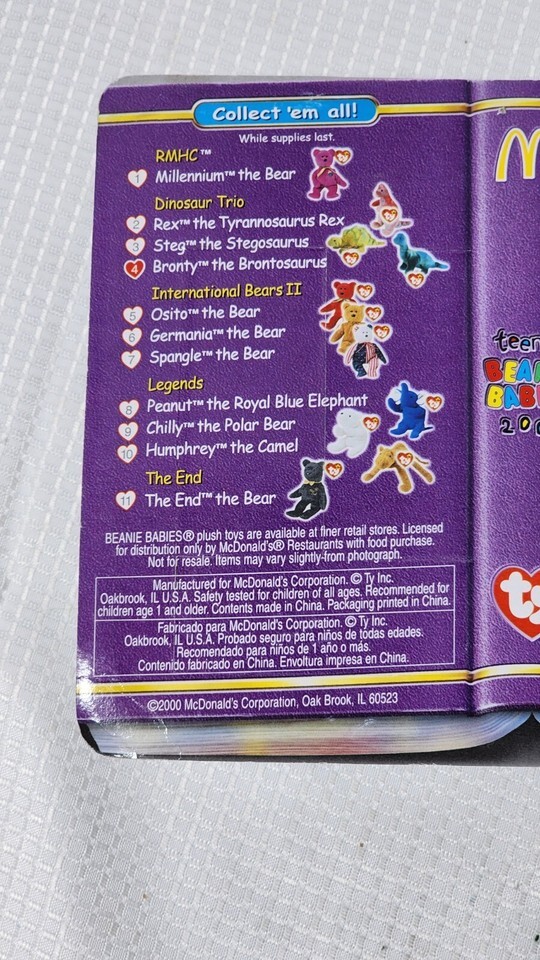 Collect 'em all!
While supplies last.
RMHC™
1 Millennium™ the Bear
Dinosaur Trio
2 Rex™ the Tyrannosaurus Rex
3 Steg™ the Stegosaurus
4 Bronty™ the Brontosaurus
International Bears II
5 Osito™ the Bear
6 Germania™ the Bear
7 Spangle™ the Bear
Legends
8 Peanut™ the Royal Blue Elephant
9 Chilly™ the Polar Bear
10 Humphrey™ the Camel
The End
11 The End™ the Bear
BEANIE BABIES® plush toys are available at finer retail stores. Licensed
for distribution only by McDonald's® Restaurants with food purchase.
Not for resale. Items may vary slightly from photograph.
Manufactured for McDonald's Corporation. © Ty Inc.
Oakbrook, IL U.S.A. Safety tested for children of all ages. Recommended for
children age 1 and older. Contents made in China. Packaging printed in China.
Fabricado para McDonald's Corporation. © Ty Inc.
Oakbrook, IL U.S.A. Probado seguro para niños de todas edades.
Recomendado para niños de 1 año o más.
Contenido fabricado en China. Envoltura impresa en China.
©2000 McDonald's Corporation, Oak Brook, IL 60523